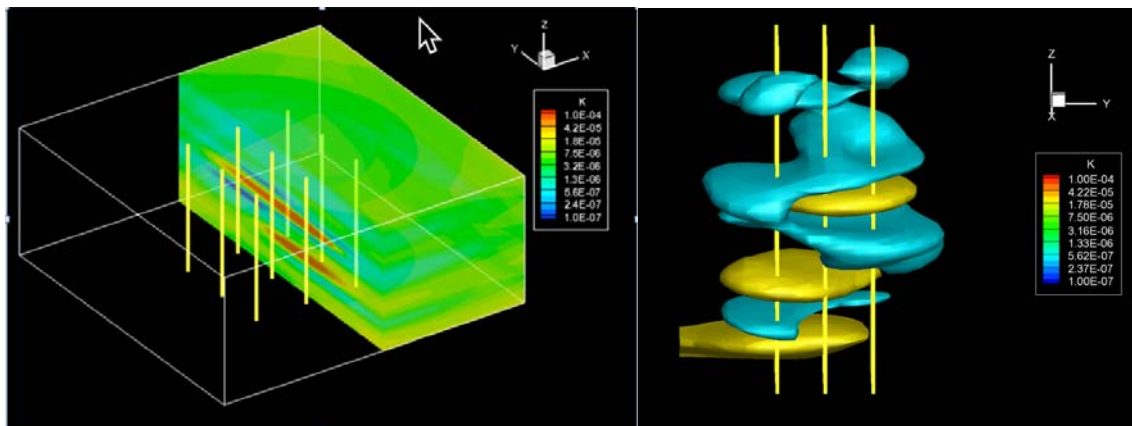 Z
Y
X
K
1.0E-04
4.2E-05
1.8E-05
7.5E-06
3.2E-06
1.3E-06
5.6E-07
2.4E-07
1.0E-07
Z
Y
X
K
1.00E-04
4.22E-05
1.78E-05
7.50E-06
3.16E-06
1.33E-06
5.62E-07
2.37E-07
1.00E-07